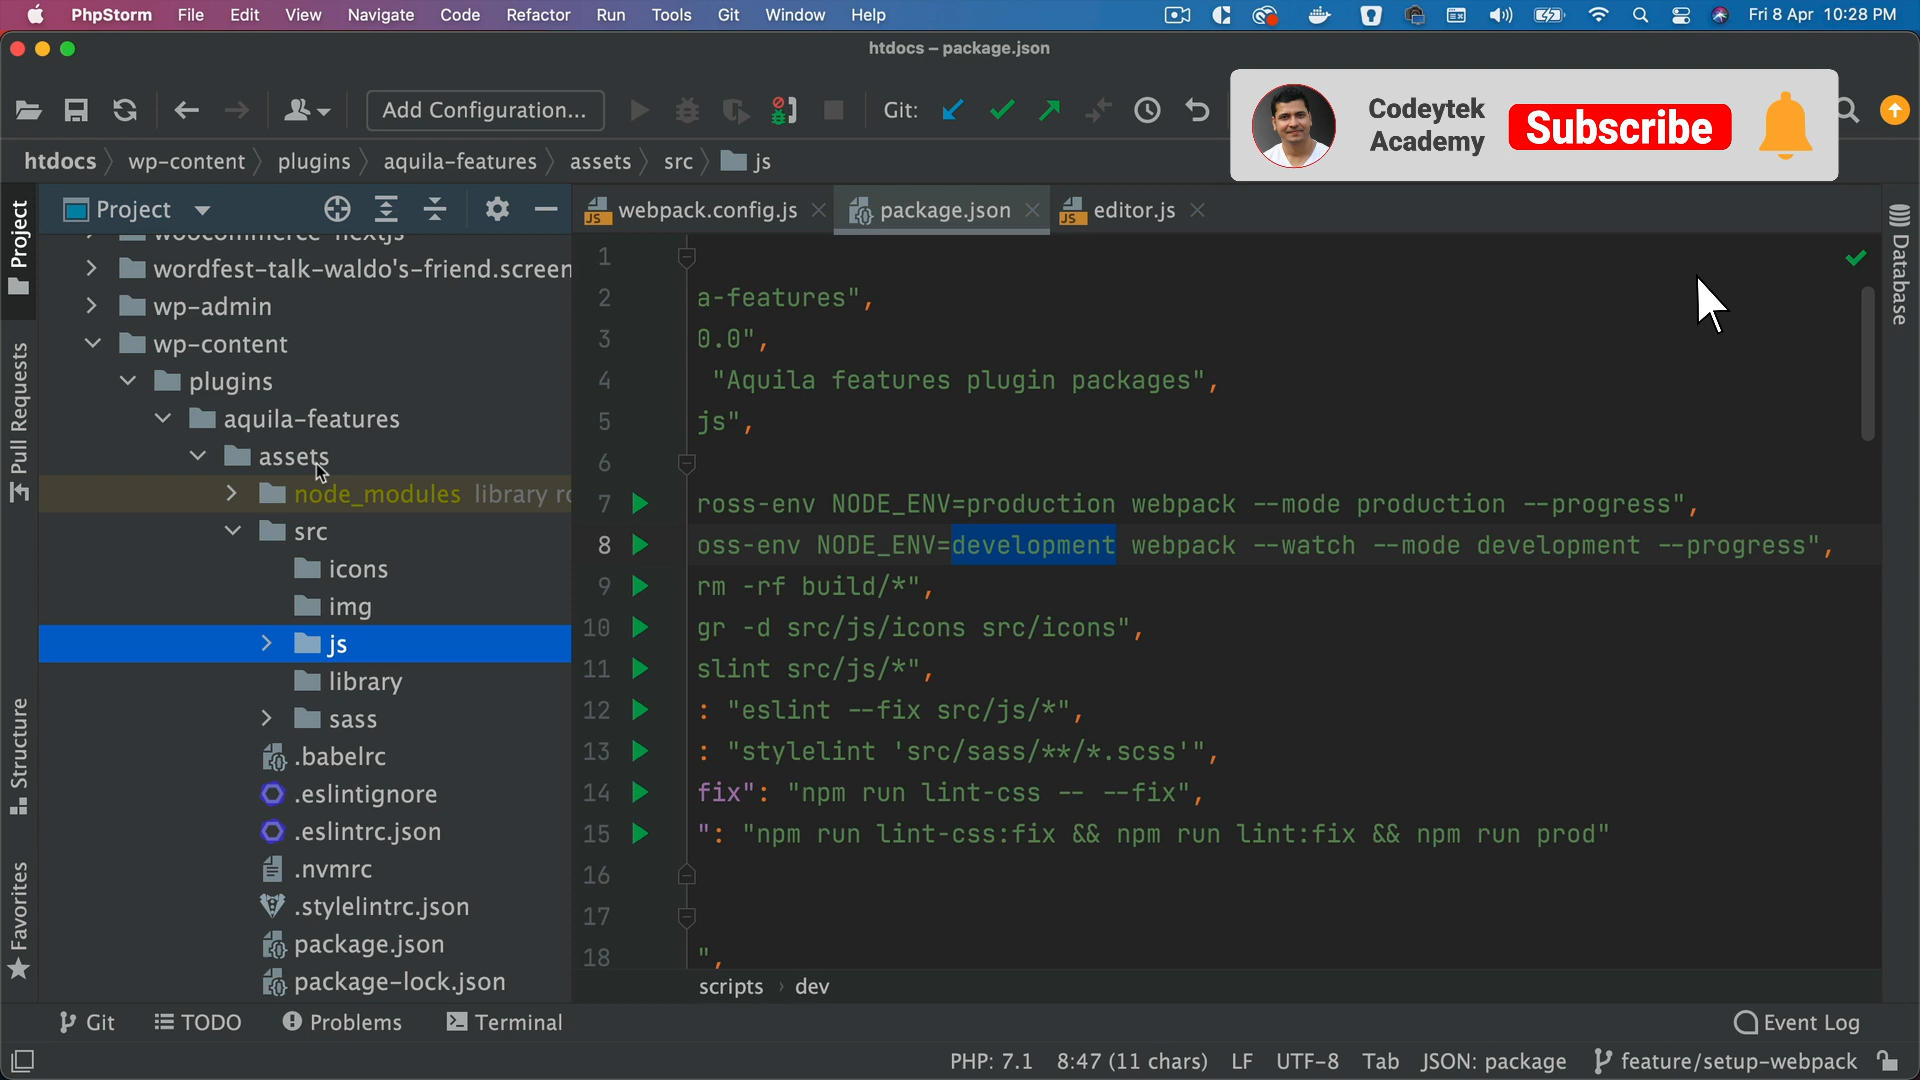 PhpStorm File Edit View Navigate Code Refactor Run Tools Git Window Help Fri 8 Apr 10:28 PM
htdocs – package.json
Add Configuration... Git:
Codeytek
Academy
Subscribe
htdocs wp-content plugins aquila-features assets src js
Project
webpack.config.js package.json editor.js
Project
Pull Requests
Structure
Favorites
Database
woocommerce-nextjs
wordfest-talk-waldo's-friend.screen
wp-admin
wp-content
plugins
aquila-features
assets
node_modules library ro
src
icons
img
js
library
sass
.babelrc
.eslintignore
.eslintrc.json
.nvmrc
.stylelintrc.json
package.json
package-lock.json
1
2 a-features",
3 0.0",
4 "Aquila features plugin packages",
5 js",
6
7 ross-env NODE_ENV=production webpack --mode production --progress",
8 oss-env NODE_ENV=development webpack --watch --mode development --progress",
9 rm -rf build/*",
10 gr -d src/js/icons src/icons",
11 slint src/js/*",
12 : "eslint --fix src/js/*",
13 : "stylelint 'src/sass/**/*.scss'",
14 fix": "npm run lint-css -- --fix",
15 ": "npm run lint-css:fix && npm run lint:fix && npm run prod"
16
17
18 ",
scripts dev
Git TODO Problems Terminal Event Log
PHP: 7.1 8:47 (11 chars) LF UTF-8 Tab JSON: package feature/setup-webpack